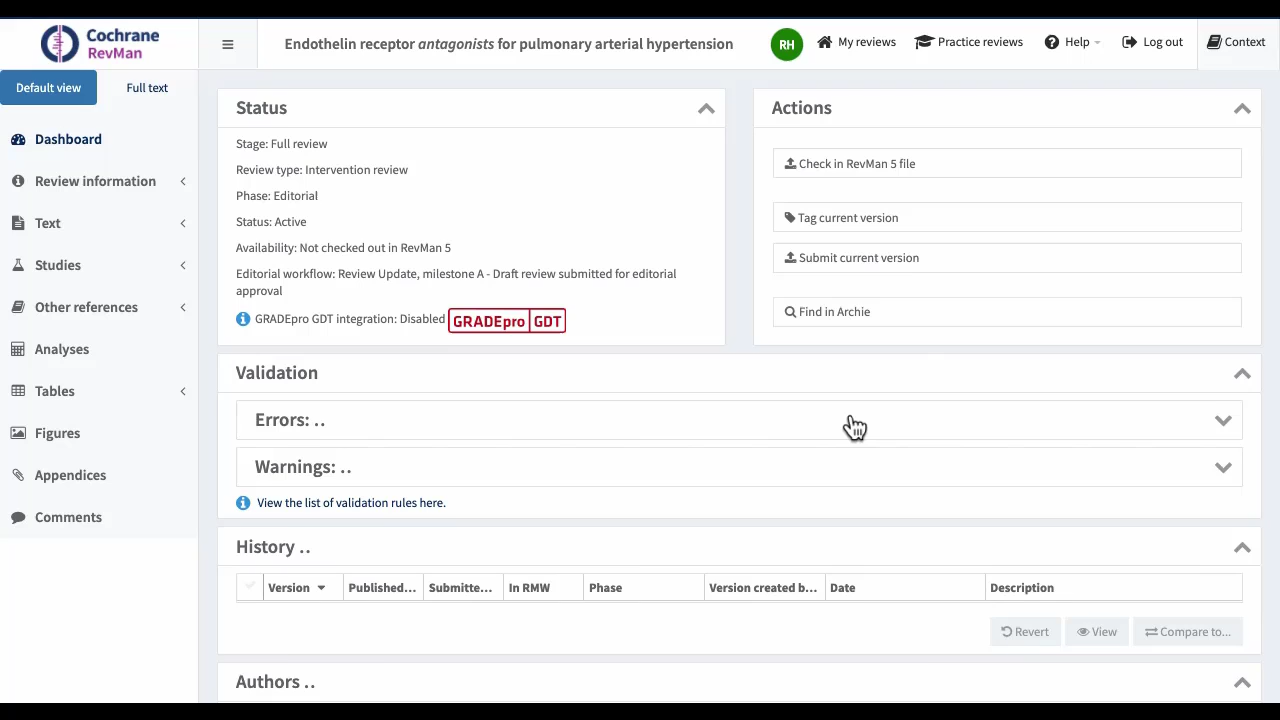 Cochrane
RevMan
Endothelin receptor antagonists for pulmonary arterial hypertension
RH
My reviews
Practice reviews
Help
Log out
Context
Default view
Full text
Dashboard
Review information
Text
Studies
Other references
Analyses
Tables
Figures
Appendices
Comments
Status
Stage: Full review
Review type: Intervention review
Phase: Editorial
Status: Active
Availability: Not checked out in RevMan 5
Editorial workflow: Review Update, milestone A - Draft review submitted for editorial
approval
GRADEpro GDT integration: Disabled GRADEpro GDT
Actions
Check in RevMan 5 file
Tag current version
Submit current version
Find in Archie
Validation
Errors: ..
Warnings: ..
View the list of validation rules here.
History ..
Version Published... Submitte... In RMW Phase Version created b... Date Description
Revert View Compare to...
Authors ..